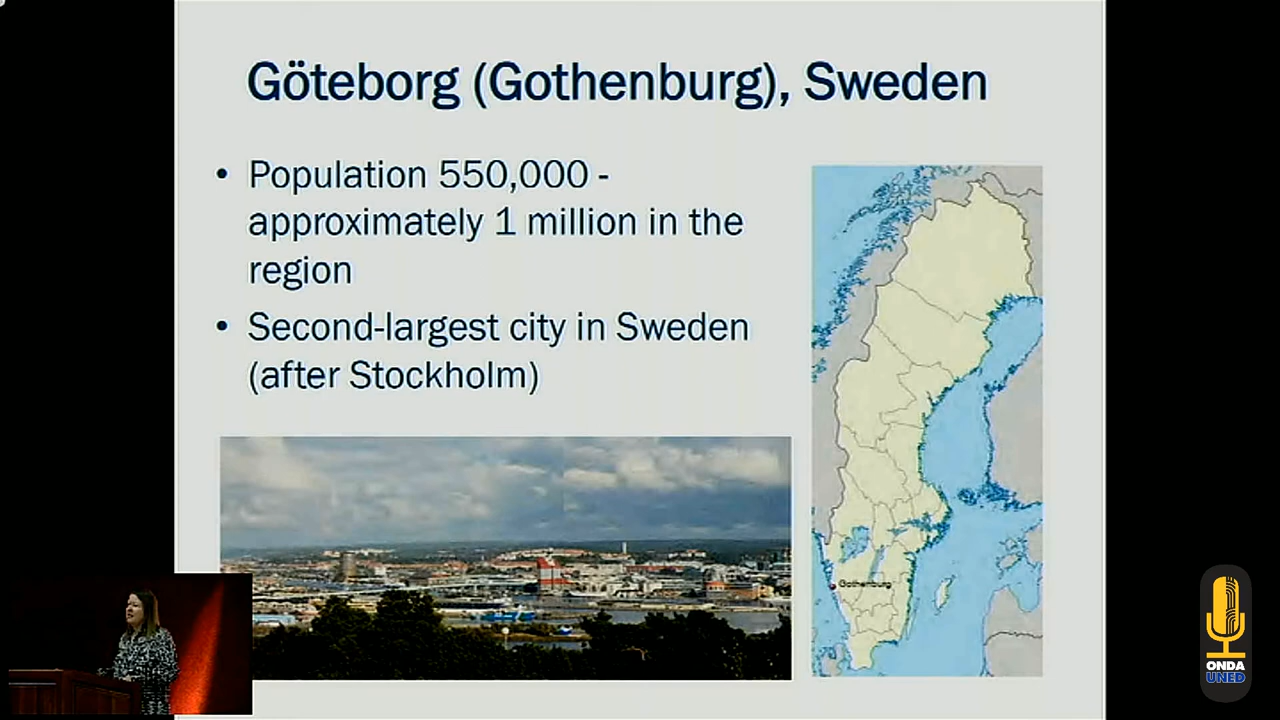 Göteborg (Gothenburg), Sweden
• Population 550,000 -
approximately 1 million in the
region
• Second-largest city in Sweden
(after Stockholm)
Gothenburg
ONDA
UNED